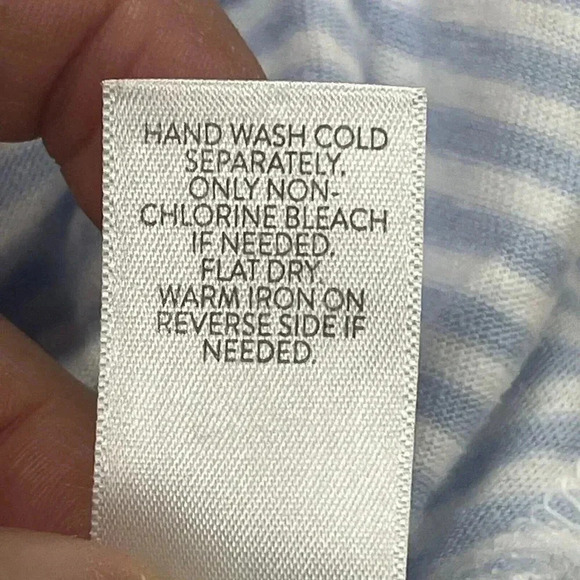 HAND WASH COLD
SEPARATELY.
ONLY NON-
CHLORINE BLEACH
IF NEEDED.
FLAT DRY
WARM IRON ON
REVERSE SIDE IF
NEEDED.